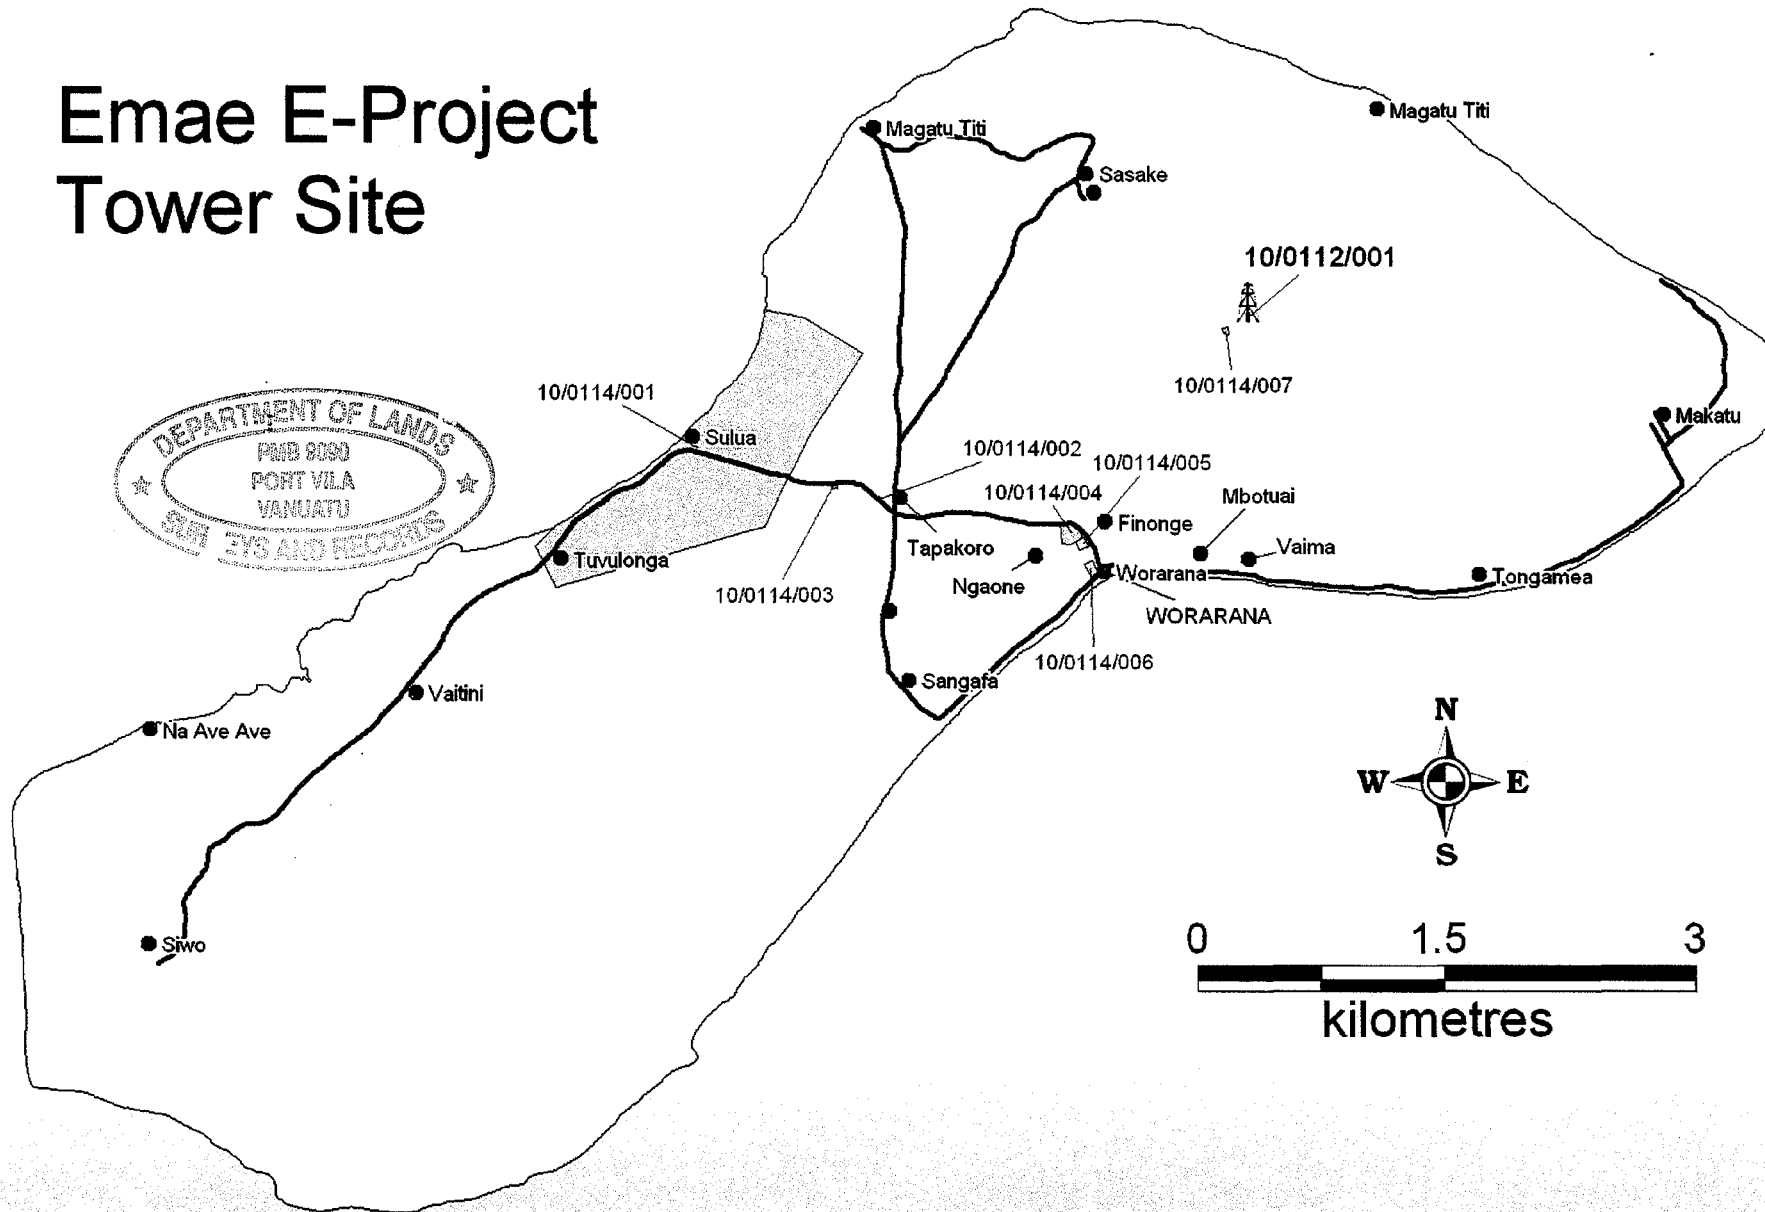 Emae E-Project
Tower Site
Magatu Titi
Magatu Titi
Sasake
10/0112/001
10/0114/007
10/0114/001
Sulua
Makatu
DEPARTMENT OF LANDS
PMB 9090
PORT VILA
VANUATU
AND RECORDS
10/0114/002
10/0114/005
10/0114/004
Mbotuai
Finonge
Tapakoro
Vaima
Tuvulonga
10/0114/003
Ngaone
Worarana
Tongamea
WORARANA
10/0114/006
Sangafa
Vaitini
Na Ave Ave
Siwo
N
W
E
S
0
1.5
3
kilometres